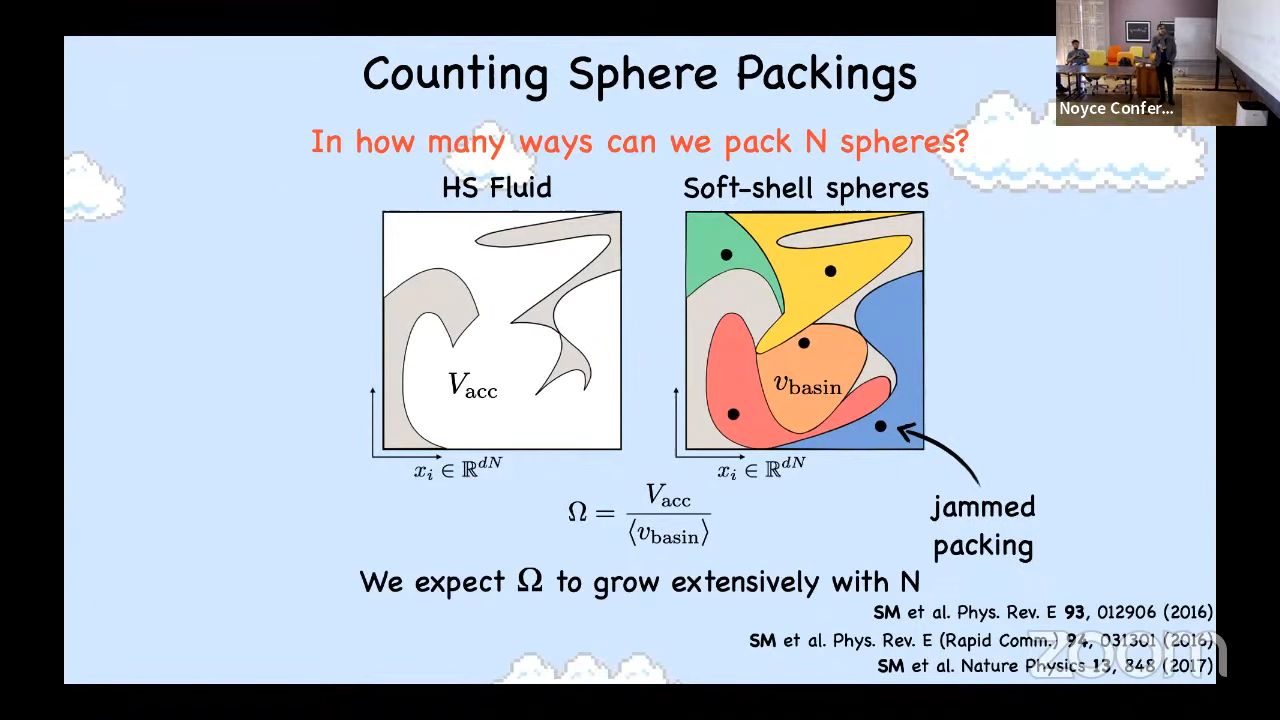 Counting Sphere Packings
Noyce Confer...
In how many ways can we pack N spheres?
HS Fluid
Soft-shell spheres
V_acc
v_basin
x_i ∈ ℝ^{dN}
x_i ∈ ℝ^{dN}
Ω = V_acc / ⟨v_basin⟩
jammed
packing
We expect Ω to grow extensively with N
SM et al. Phys. Rev. E 93, 012906 (2016)
SM et al. Phys. Rev. E (Rapid Comm.) 94, 031301 (2016)
SM et al. Nature Physics 13, 848 (2017)
zoom